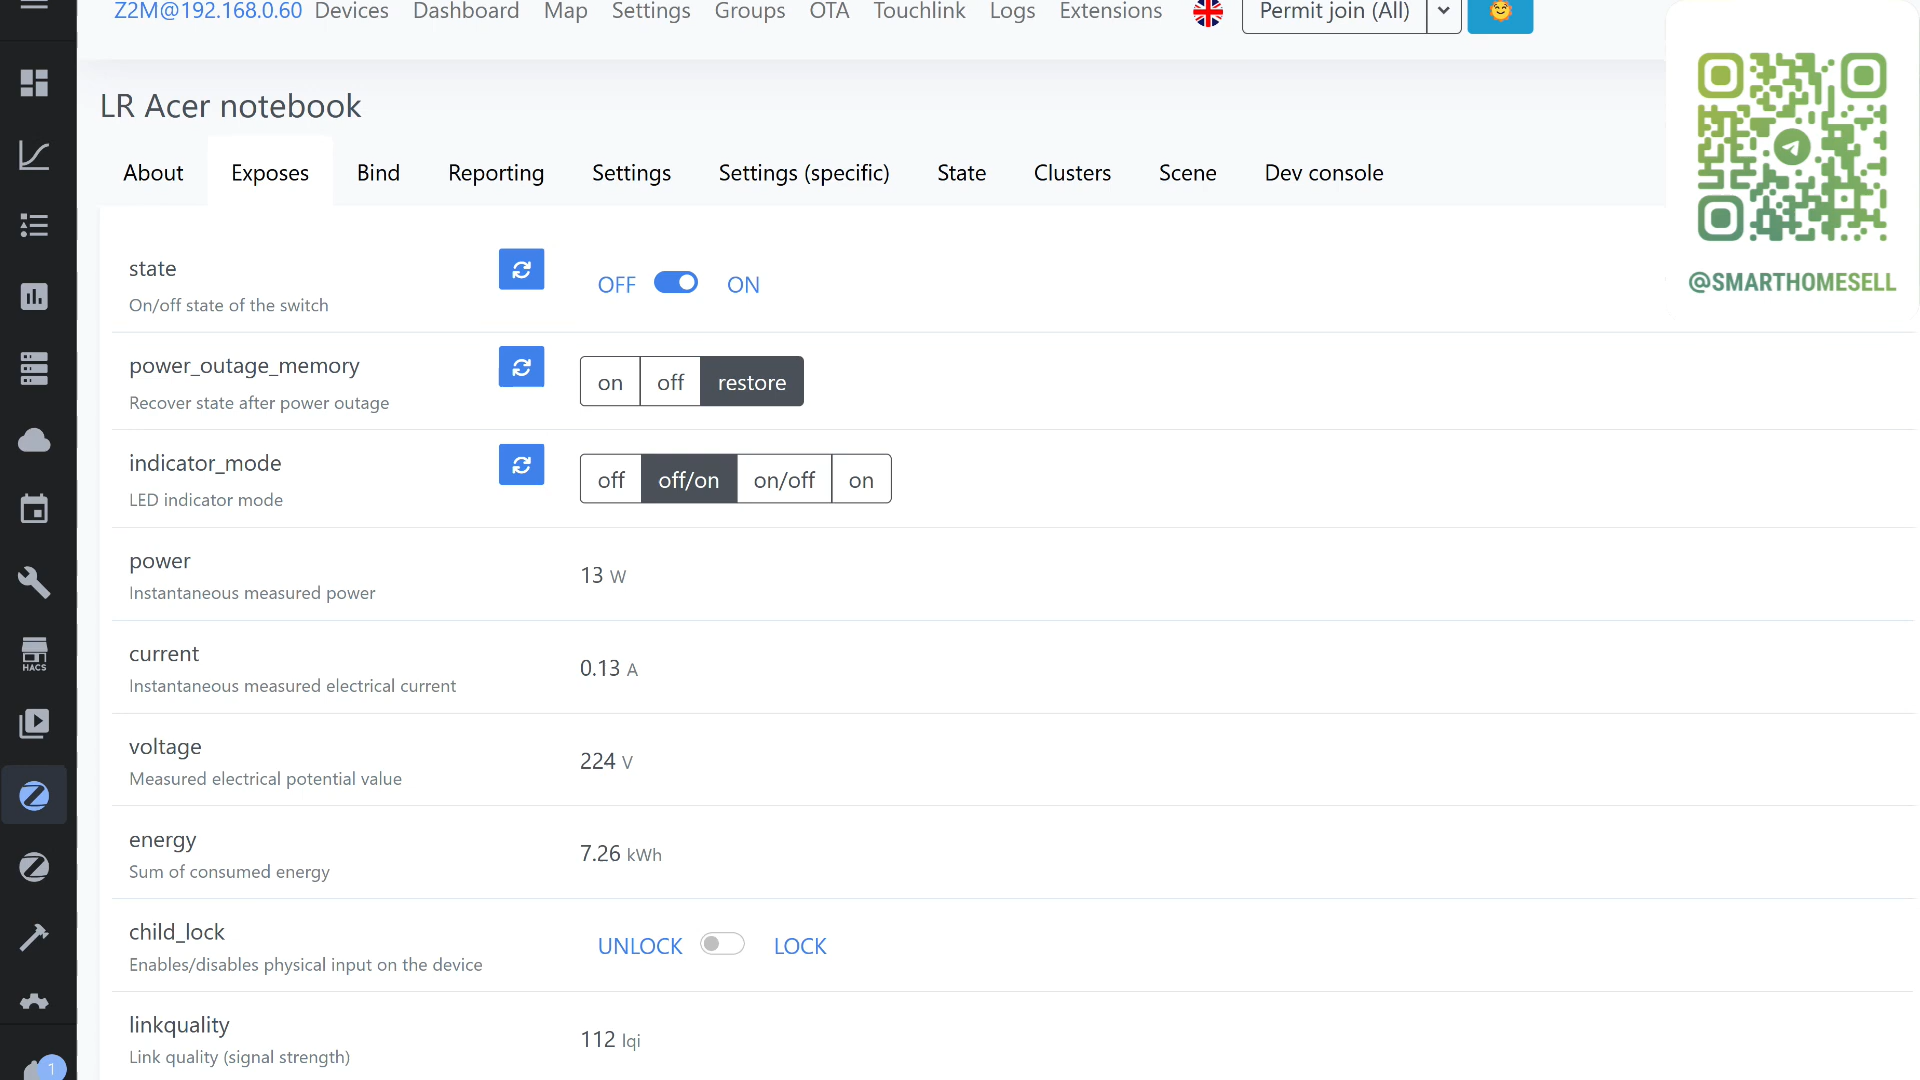 Z2M@192.168.0.60 Devices Dashboard Map Settings Groups OTA Touchlink Logs Extensions Permit join (All)
LR Acer notebook
About Exposes Bind Reporting Settings Settings (specific) State Clusters Scene Dev console
@SMARTHOMESELL
state
OFF ON
On/off state of the switch
power_outage_memory
on off restore
Recover state after power outage
indicator_mode
off off/on on/off on
LED indicator mode
power
13 W
Instantaneous measured power
current
0.13 A
Instantaneous measured electrical current
voltage
224 V
Measured electrical potential value
energy
7.26 kWh
Sum of consumed energy
child_lock
UNLOCK LOCK
Enables/disables physical input on the device
linkquality
112 lqi
Link quality (signal strength)
HACS
1